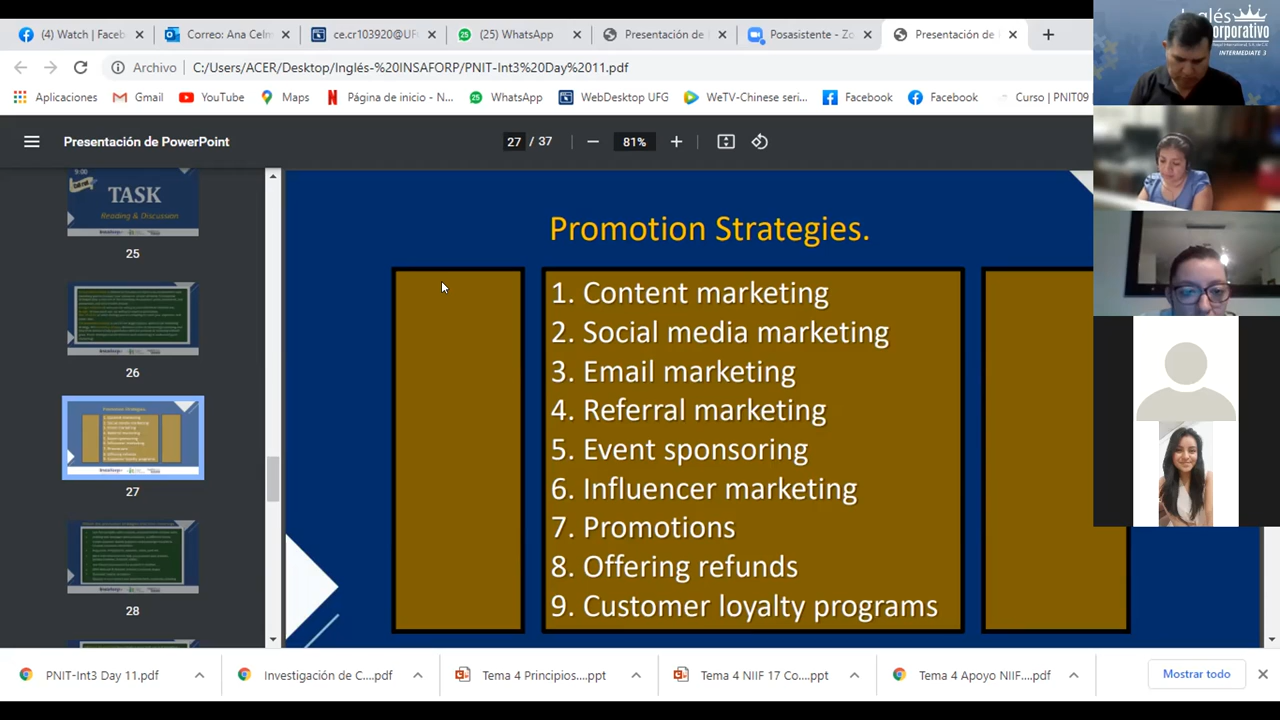 (4) Watch | Faceb
Correo: Ana Celm
ce.cr103920@UF
(25) WhatsApp
Presentación de
Posasistente - Zo
Presentación de
Archivo
C:/Users/ACER/Desktop/Inglés-%20INSAFORP/PNIT-Int3%20Day%2011.pdf
Aplicaciones
Gmail
YouTube
Maps
Página de inicio - N...
WhatsApp
WebDesktop UFG
WeTV-Chinese seri...
Facebook
Facebook
Curso | PNIT09
Inglés
Corporativo
INTERMEDIATE 3
Presentación de PowerPoint
27 / 37
81%
9:00
TASK
Reading & Discussion
25
26
27
28
Promotion Strategies.
1. Content marketing
2. Social media marketing
3. Email marketing
4. Referral marketing
5. Event sponsoring
6. Influencer marketing
7. Promotions
8. Offering refunds
9. Customer loyalty programs
PNIT-Int3 Day 11.pdf
Investigación de C....pdf
Tema 4 Principios....ppt
Tema 4 NIIF 17 Co....ppt
Tema 4 Apoyo NIIF....pdf
Mostrar todo